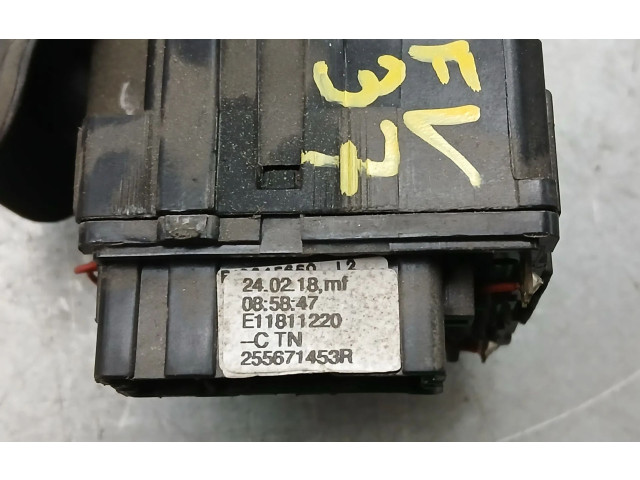 FV
37
24.02.18,mf
08:58:47
E11811220
-C TN
255671453R